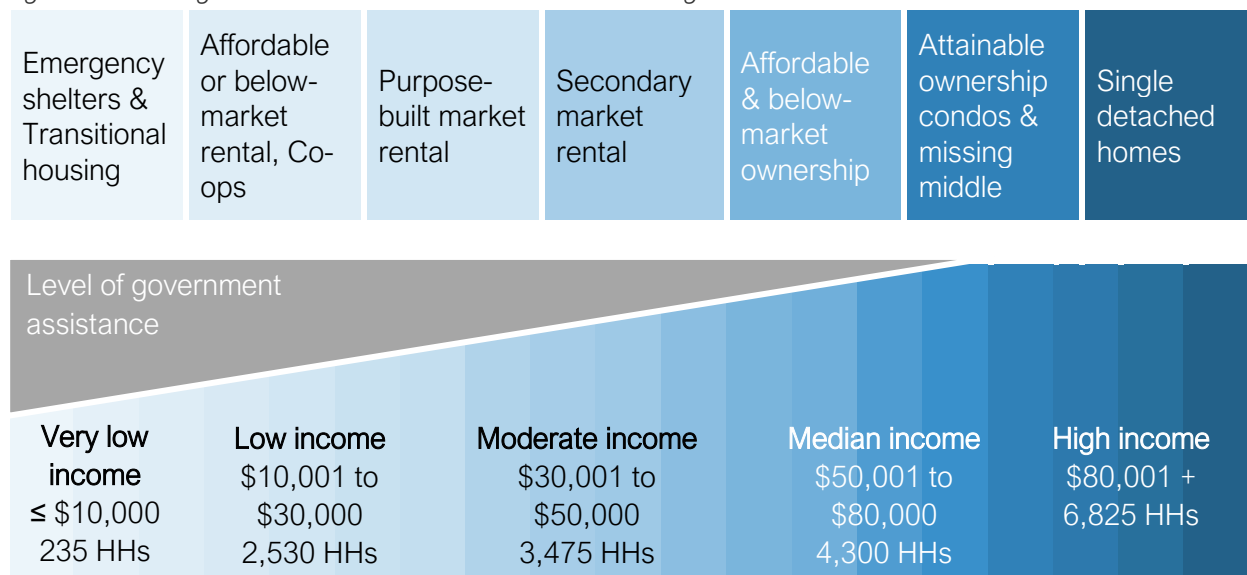 Emergency
shelters &
Transitional
housing
Affordable
or below-
market
rental, Co-
ops
Purpose-
built market
rental
Secondary
market
rental
Affordable
& below-
market
ownership
Attainable
ownership
condos &
missing
middle
Single
detached
homes
Level of government
assistance
Very low
income
≤ $10,000
235 HHs
Low income
$10,001 to
$30,000
2,530 HHs
Moderate income
$30,001 to
$50,000
3,475 HHs
Median income
$50,001 to
$80,000
4,300 HHs
High income
$80,001 +
6,825 HHs